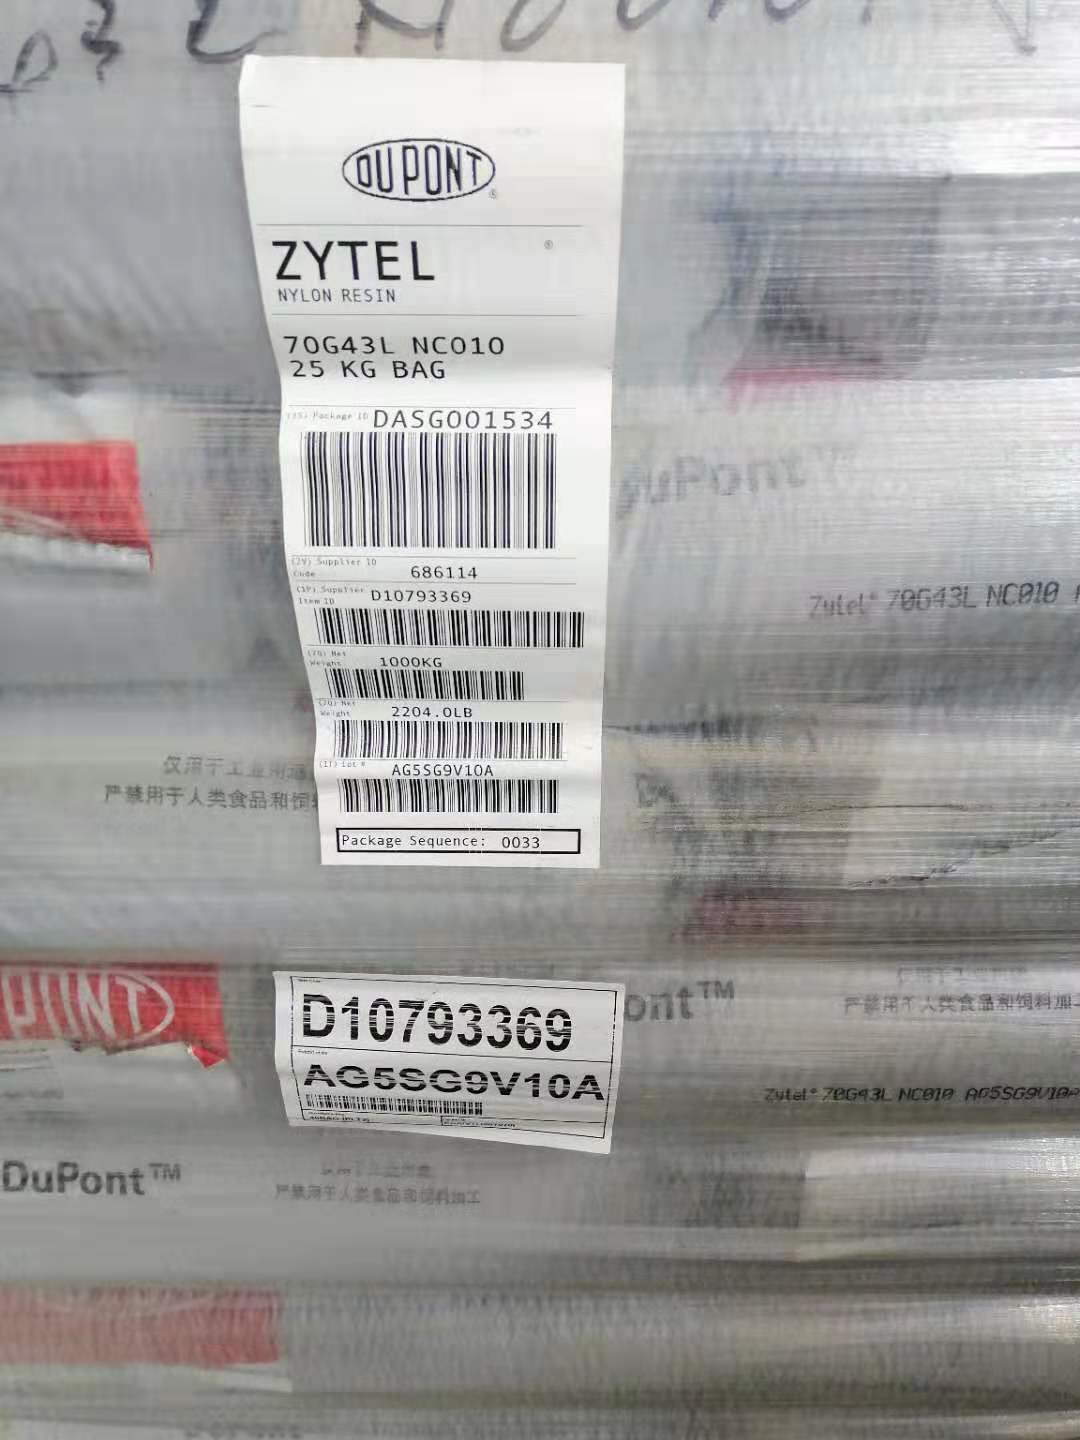 DUPONT
®
ZYTEL ®
NYLON RESIN
70G43L NC010
25 KG BAG
Package ID DASG001534
(2V) Supplier ID
Code 686114
(1P) Supplier
Item ID D10793369
Net
Weight 1000KG
Net
Weight 2204.0LB
(1T) Lot # AG5SG9V10A
Package Sequence: 0033
DuPont
Zytel® 70G43L NC010
仅用于工业用途
严禁用于人类食品和饲
PONT
ont™
严禁用于人类食品和饲料加工
D10793369
AG5SG9V10A
Zytel® 70G43L NC010 AG5SG9V10A
DuPont™
严禁用于人类食品和饲料加工